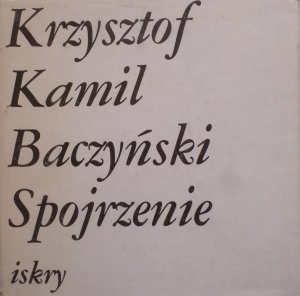 Krzysztof
Kamil
Baczyński
Spojrzenie
iskry